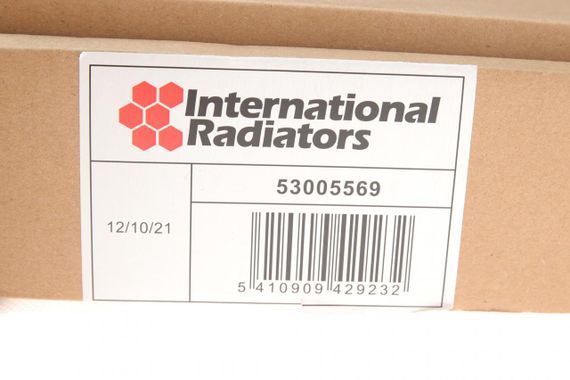 International
Radiators
53005569
12/10/21
5 410909 429232